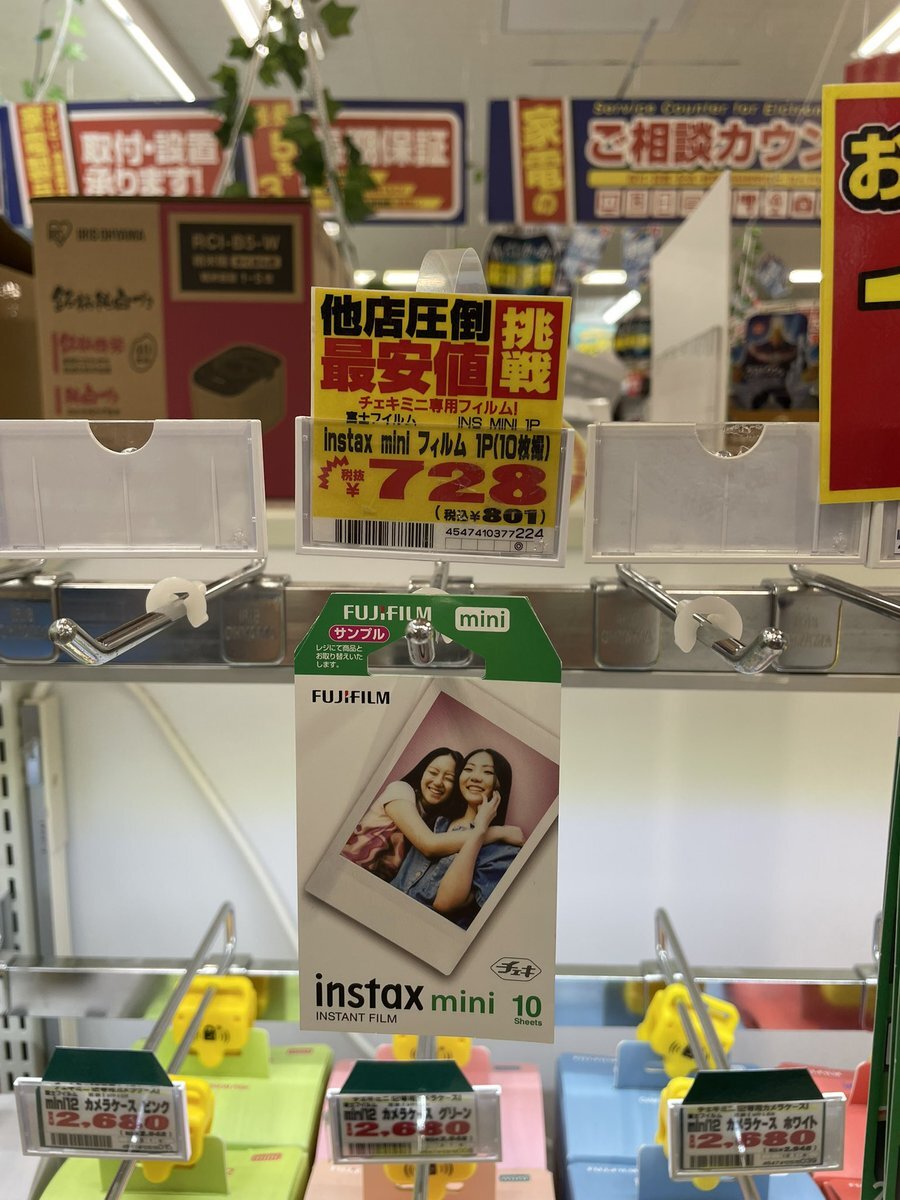 取付・設置
承ります!
期保証
家電の
Service Counter for Electron
ご相談カウン
お
IRIS OHYAMA
RCI-B5-W
他店圧倒
最安値
挑戦
チェキミニ専用フィルム!
富士フイルム INS MINI 1P
instax mini フィルム 1P(10枚撮)
税抜
¥728
(税込¥801)
4547410377224
FUJIFILM
mini
サンプル
レジにて商品と
お取り替えいた
します。
FUJIFILM
チェキ
instax mini 10
INSTANT FILM
Sheets
mini12 カメラケース ピンク
2,680
mini12 カメラケース グリーン
2,680
mini12 カメラケース ホワイト
2,680